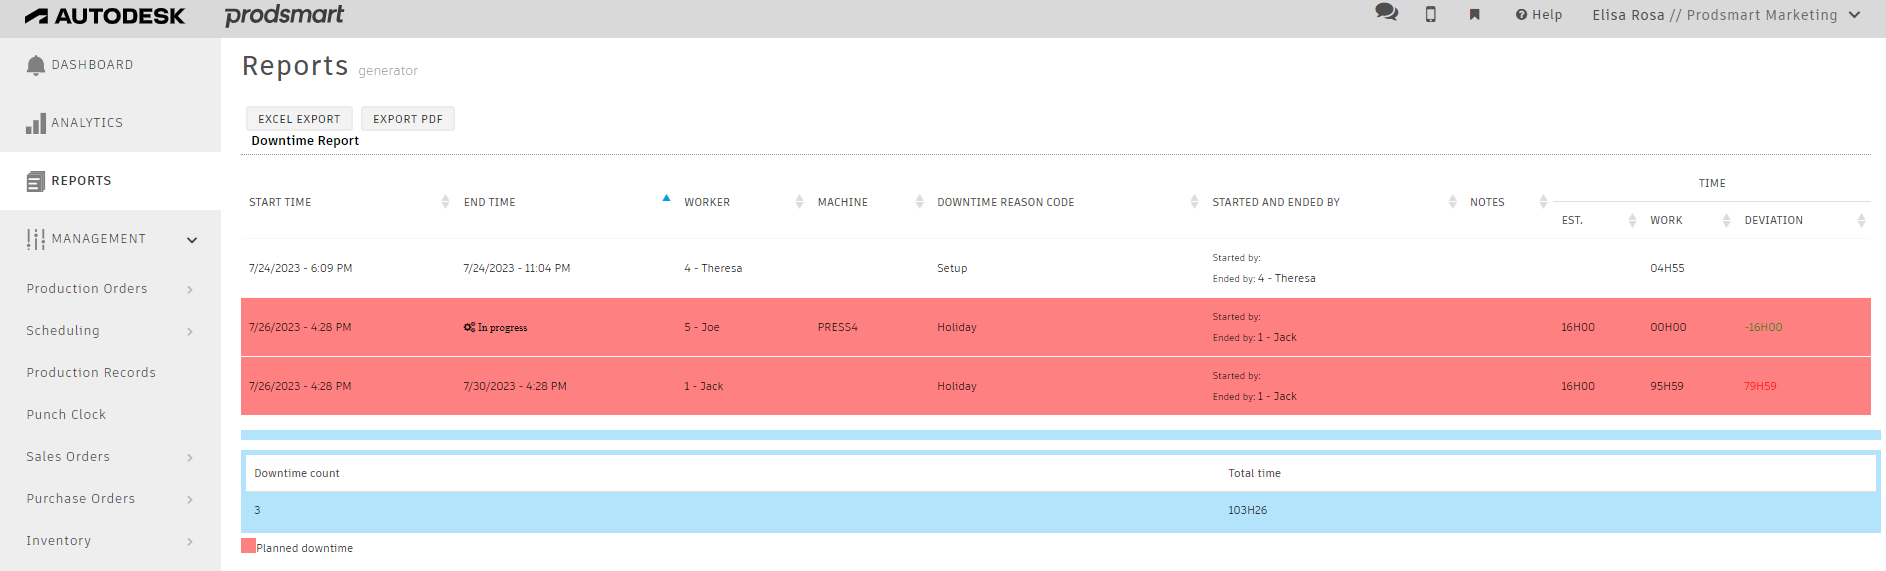 AUTODESK prodsmart Help Elisa Rosa // Prodsmart Marketing
DASHBOARD
ANALYTICS
REPORTS
MANAGEMENT
Production Orders
Scheduling
Production Records
Punch Clock
Sales Orders
Purchase Orders
Inventory
Reports generator
EXCEL EXPORT EXPORT PDF
Downtime Report
TIME
START TIME END TIME WORKER MACHINE DOWNTIME REASON CODE STARTED AND ENDED BY NOTES
EST. WORK DEVIATION
Started by:
7/24/2023 - 6:09 PM 7/24/2023 - 11:04 PM 4 - Theresa Setup 04H55
Ended by: 4 - Theresa
Started by:
7/26/2023 - 4:28 PM In progress 5 - Joe PRESS4 Holiday 16H00 00H00 -16H00
Ended by: 1 - Jack
Started by:
7/26/2023 - 4:28 PM 7/30/2023 - 4:28 PM 1 - Jack Holiday 16H00 95H59 79H59
Ended by: 1 - Jack
Downtime count Total time
3 103H26
Planned downtime